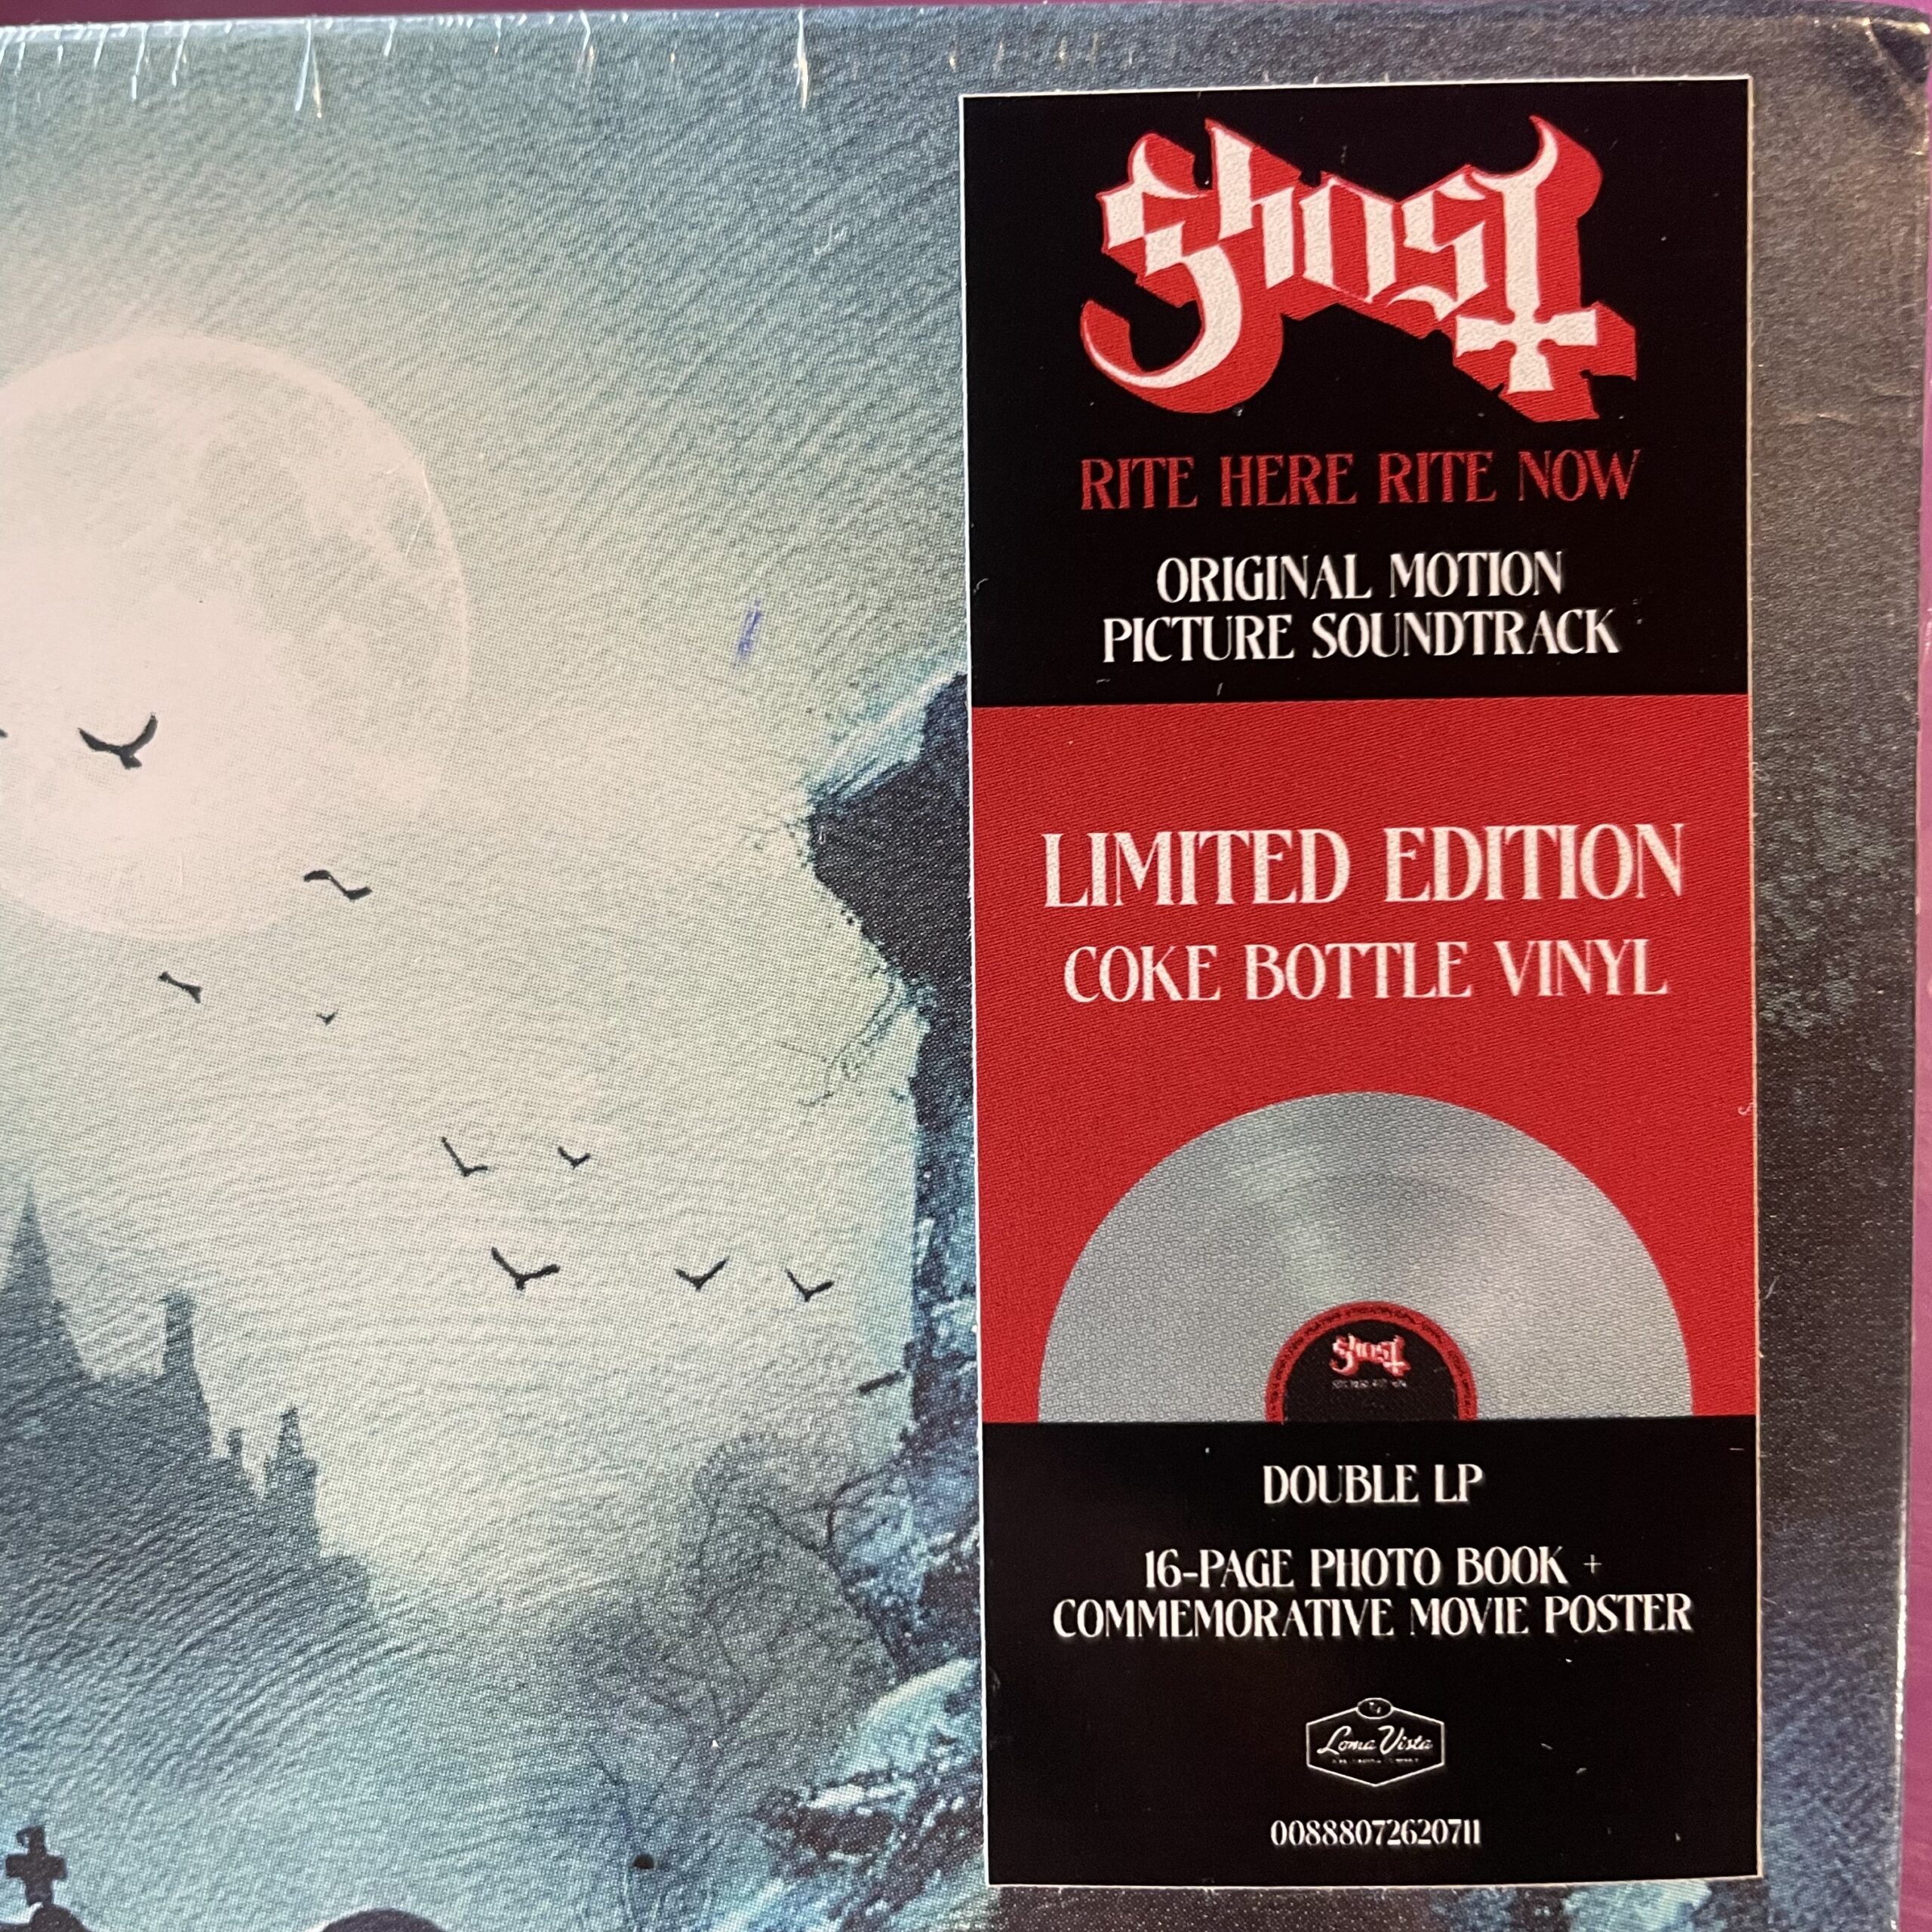 Ghost
RITE HERE RITE NOW
ORIGINAL MOTION
PICTURE SOUNDTRACK
LIMITED EDITION
COKE BOTTLE VINYL
Ghost
DOUBLE LP
16-PAGE PHOTO BOOK +
COMMEMORATIVE MOVIE POSTER
Loma Vista
00888072620711